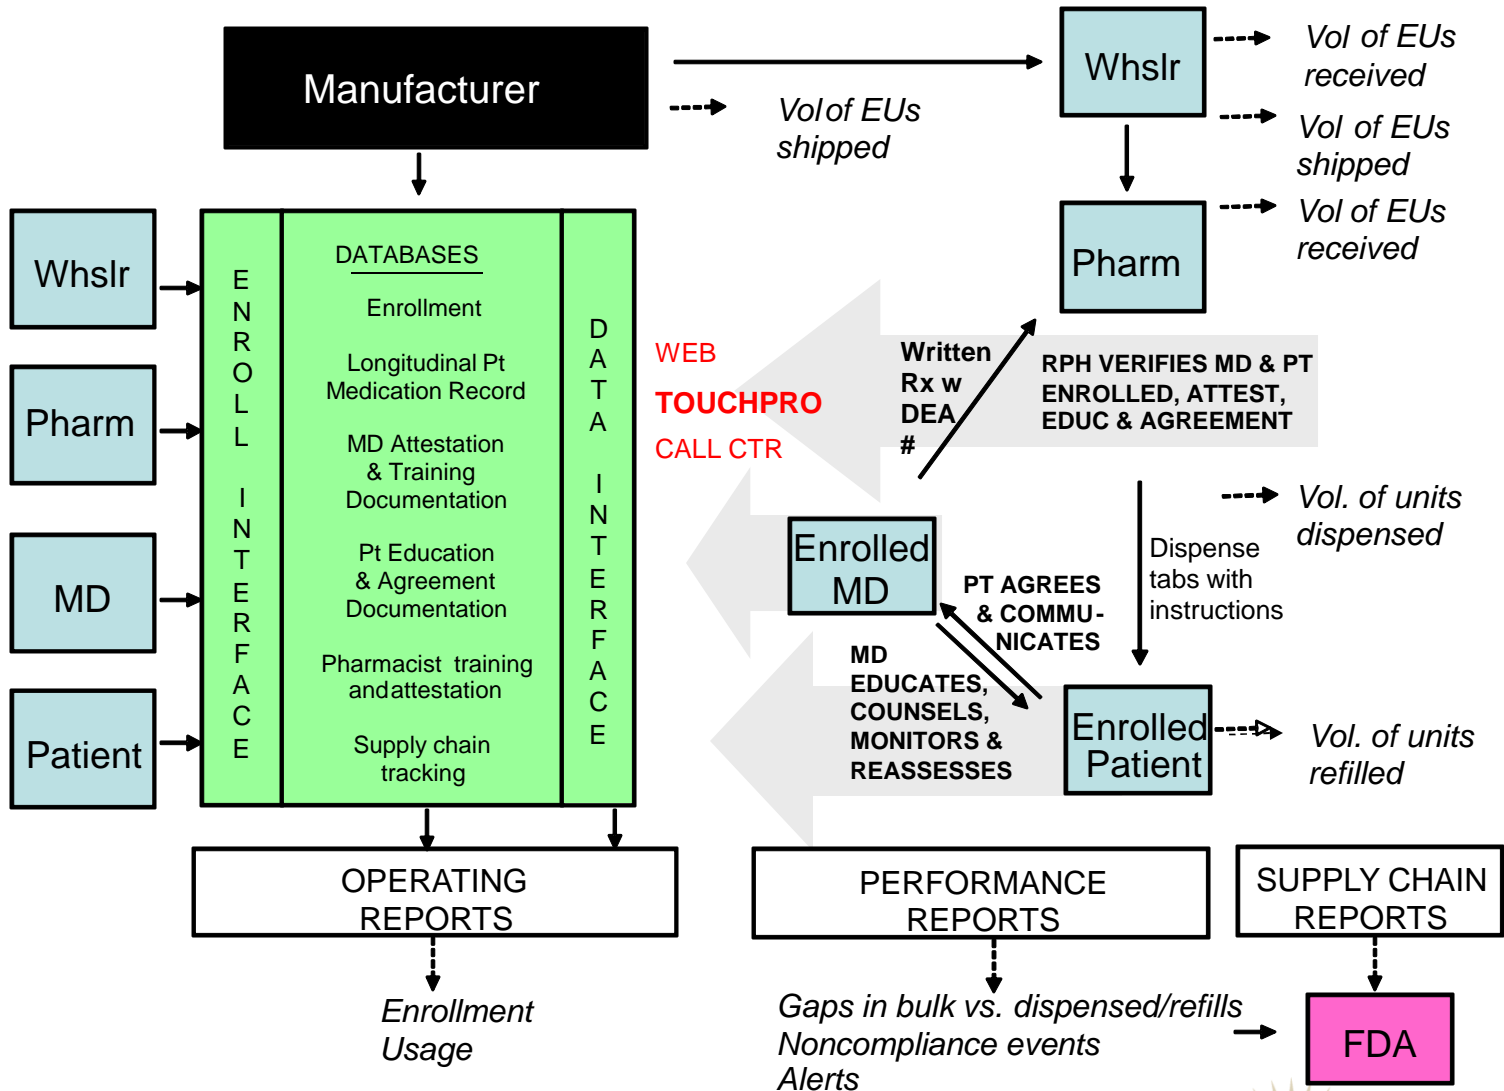 Manufacturer
Vol of EUs
shipped
Whslr
Vol of EUs
received
Vol of EUs
shipped
Pharm
Vol of EUs
received
Whslr
Pharm
MD
Patient
ENROLL INTERFACE
DATABASES
Enrollment
Longitudinal Pt
Medication Record
MD Attestation
& Training
Documentation
Pt Education
& Agreement
Documentation
Pharmacist training
andattestation
Supply chain
tracking
DATA INTERFACE
WEB
TOUCHPRO
CALL CTR
Written
Rx w
DEA
#
RPH VERIFIES MD & PT
ENROLLED, ATTEST,
EDUC & AGREEMENT
Vol. of units
dispensed
Enrolled
MD
PT AGREES
& COMMU-
NICATES
Dispense
tabs with
instructions
MD
EDUCATES,
COUNSELS,
MONITORS &
REASSESSES
Enrolled
Patient
Vol. of units
refilled
OPERATING
REPORTS
PERFORMANCE
REPORTS
SUPPLY CHAIN
REPORTS
Enrollment
Usage
Gaps in bulk vs. dispensed/refills
Noncompliance events
Alerts
FDA